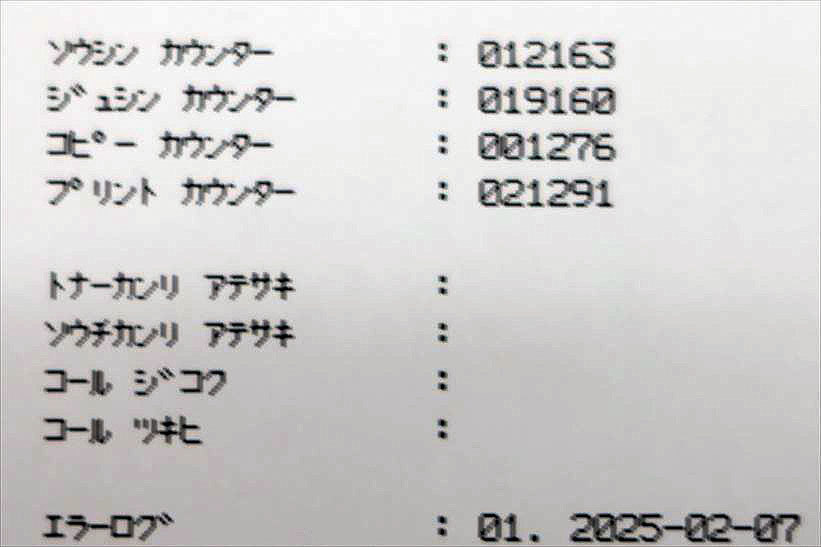 ソウシン カウンター : 012163
ジュシン カウンター : 019160
コピー カウンター : 001276
プリント カウンター : 021291
トナーカンリ アテサキ :
ソウチカンリ アテサキ :
コール ジコク :
コール ツキヒ :
エラーログ : 01. 2025-02-07